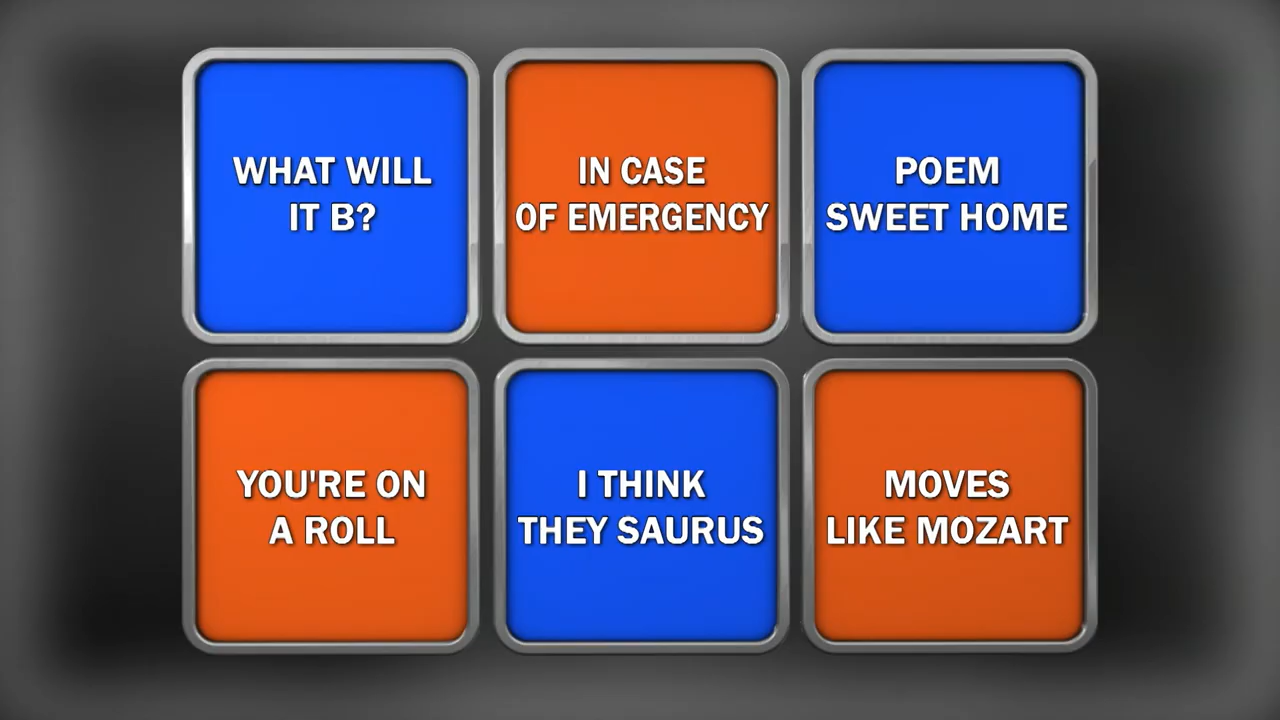 WHAT WILL
IT B?
IN CASE
OF EMERGENCY
POEM
SWEET HOME
YOU'RE ON
A ROLL
I THINK
THEY SAURUS
MOVES
LIKE MOZART